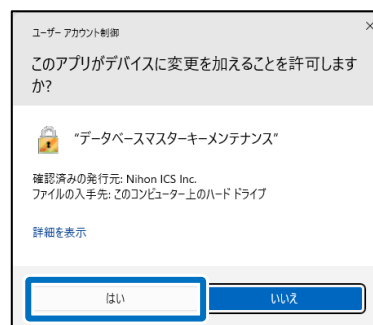 ユーザー アカウント制御
×
このアプリがデバイスに変更を加えることを許可します
か?
"データベースマスターキーメンテナンス"
確認済みの発行元: Nihon ICS Inc.
ファイルの入手先: このコンピューター上のハード ドライブ
詳細を表示
はい
いいえ